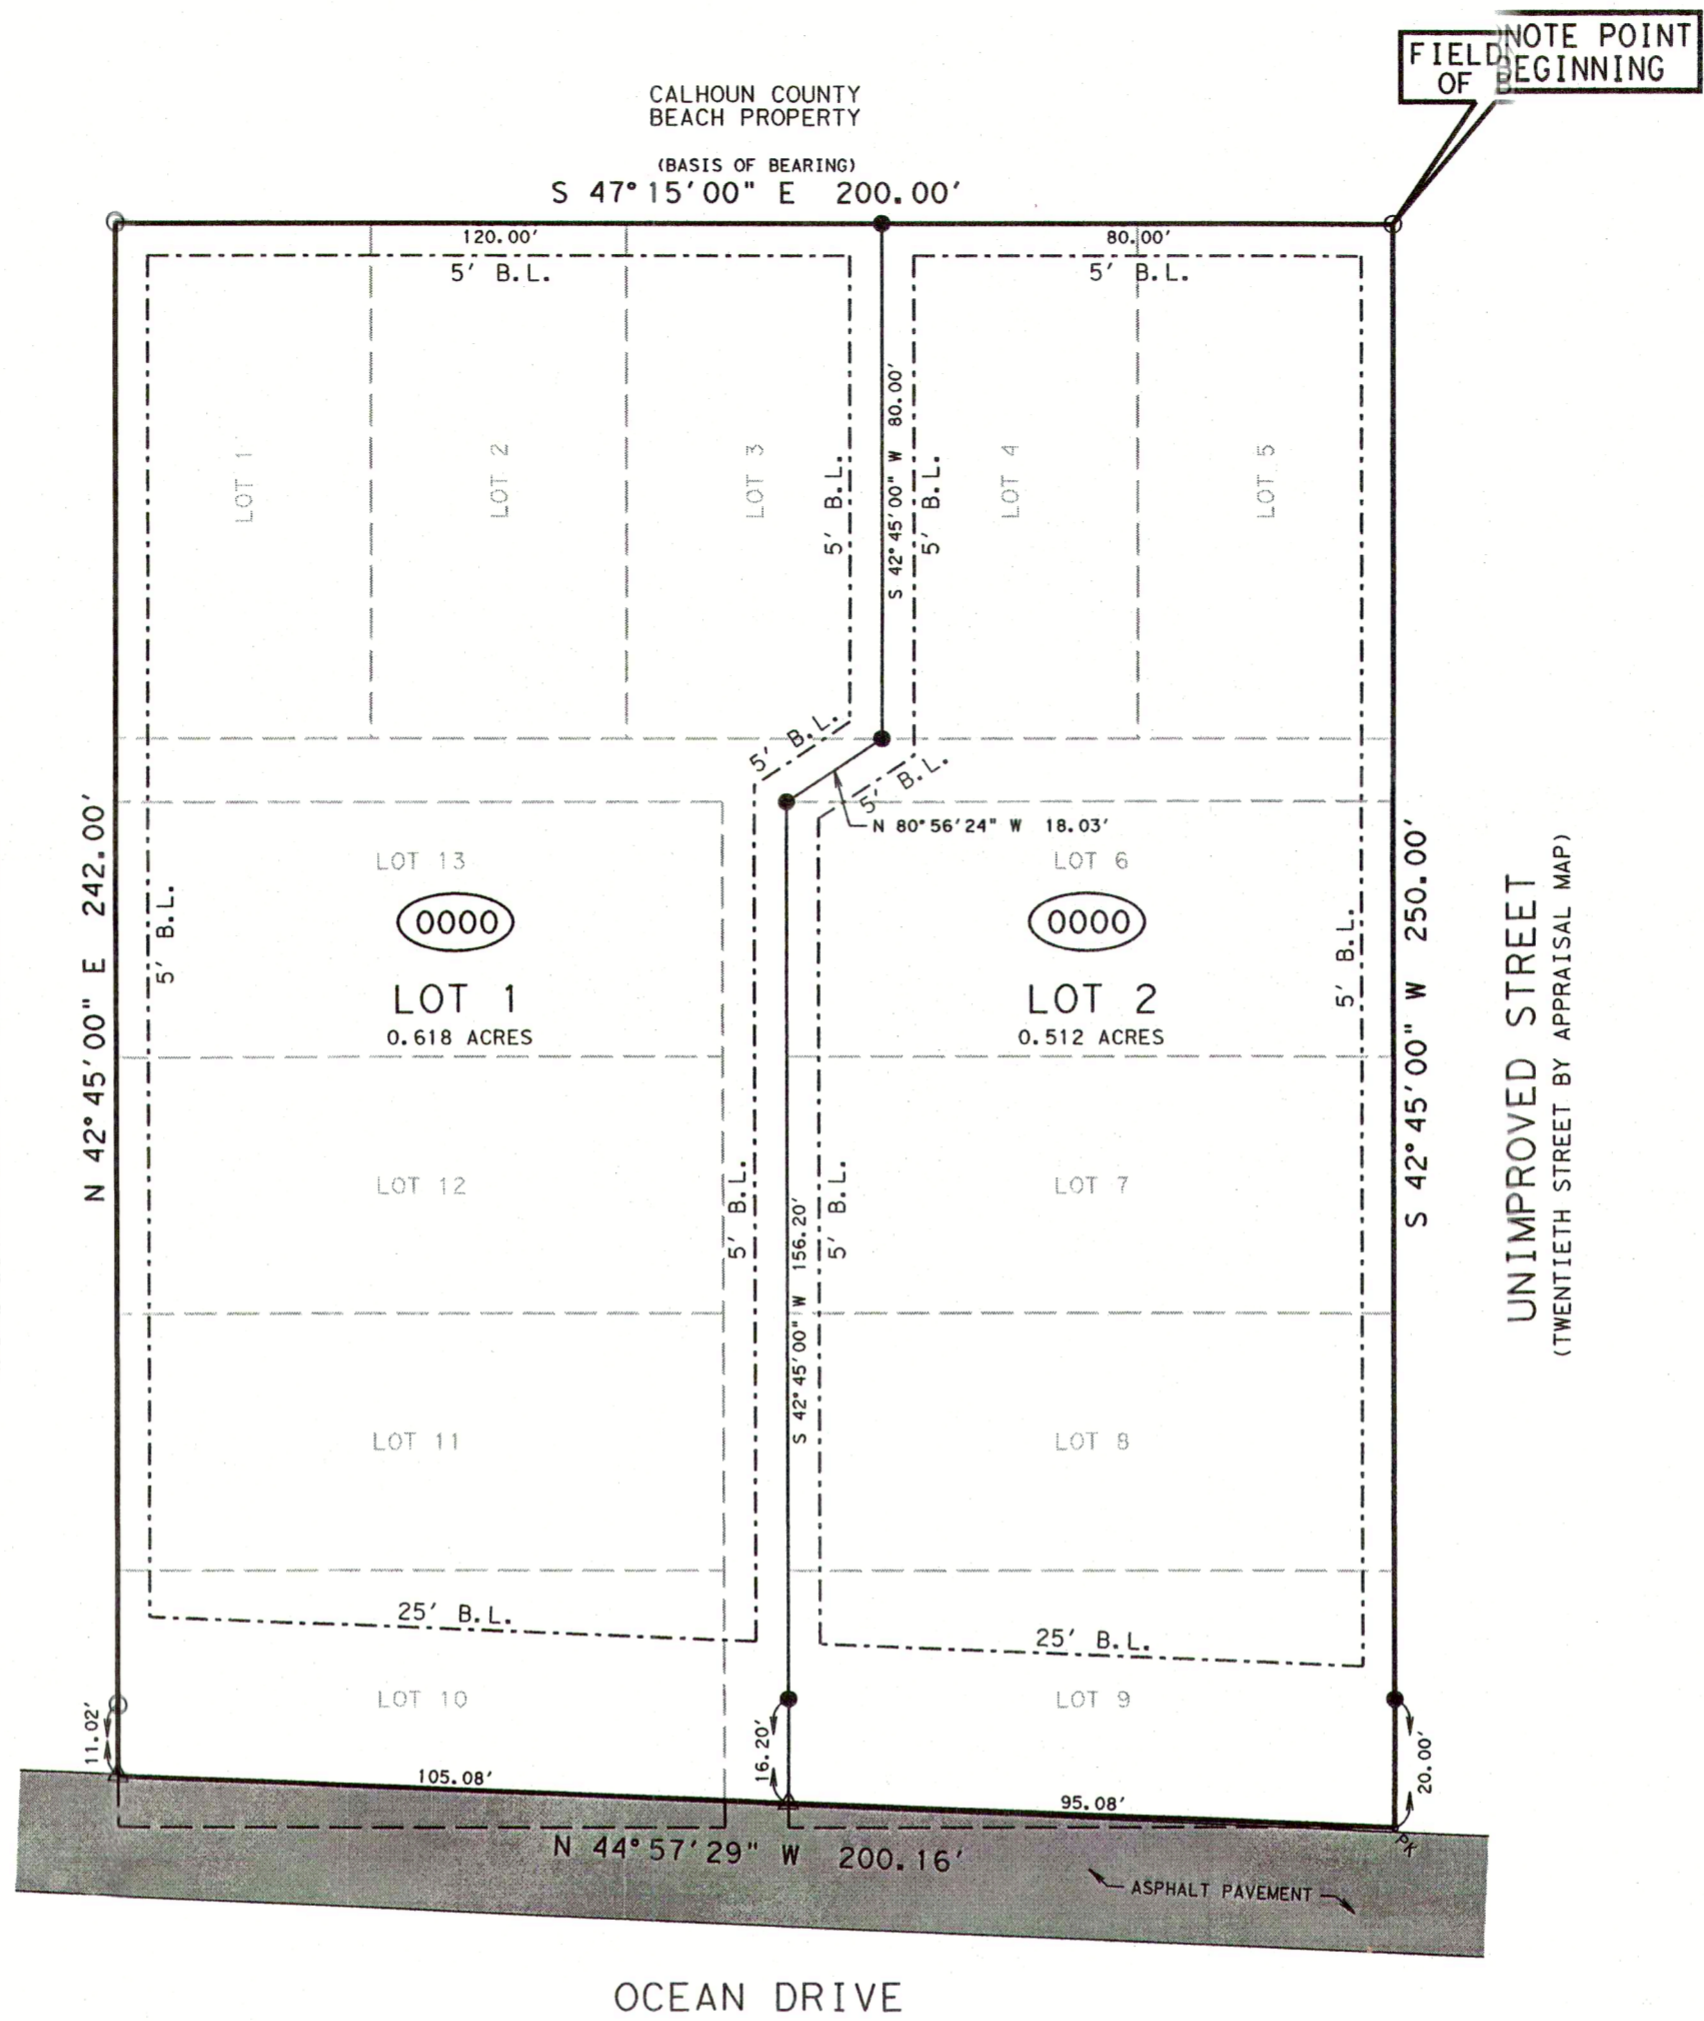 FIELD NOTE POINT
OF BEGINNING
CALHOUN COUNTY
BEACH PROPERTY
(BASIS OF BEARING)
S 47°15'00" E 200.00'
120.00'
80.00'
5' B.L.
5' B.L.
LOT 1
LOT 2
LOT 3
5' B.L.
S 42°45'00" W 80.00'
5' B.L.
LOT 4
LOT 5
5' B.L.
5' B.L.
N 80°56'24" W 18.03'
N 42°45'00" E 242.00'
5' B.L.
LOT 13
0000
LOT 1
0.618 ACRES
LOT 6
0000
LOT 2
0.512 ACRES
5' B.L.
S 42°45'00" W 250.00'
UNIMPROVED STREET
(TWENTIETH STREET BY APPRAISAL MAP)
LOT 12
5' B.L.
S 42°45'00" W 156.20'
5' B.L.
LOT 7
LOT 11
LOT 8
25' B.L.
25' B.L.
LOT 10
LOT 9
11.02'
16.20'
20.00'
105.08'
95.08'
PK
N 44°57'29" W 200.16'
ASPHALT PAVEMENT
OCEAN DRIVE